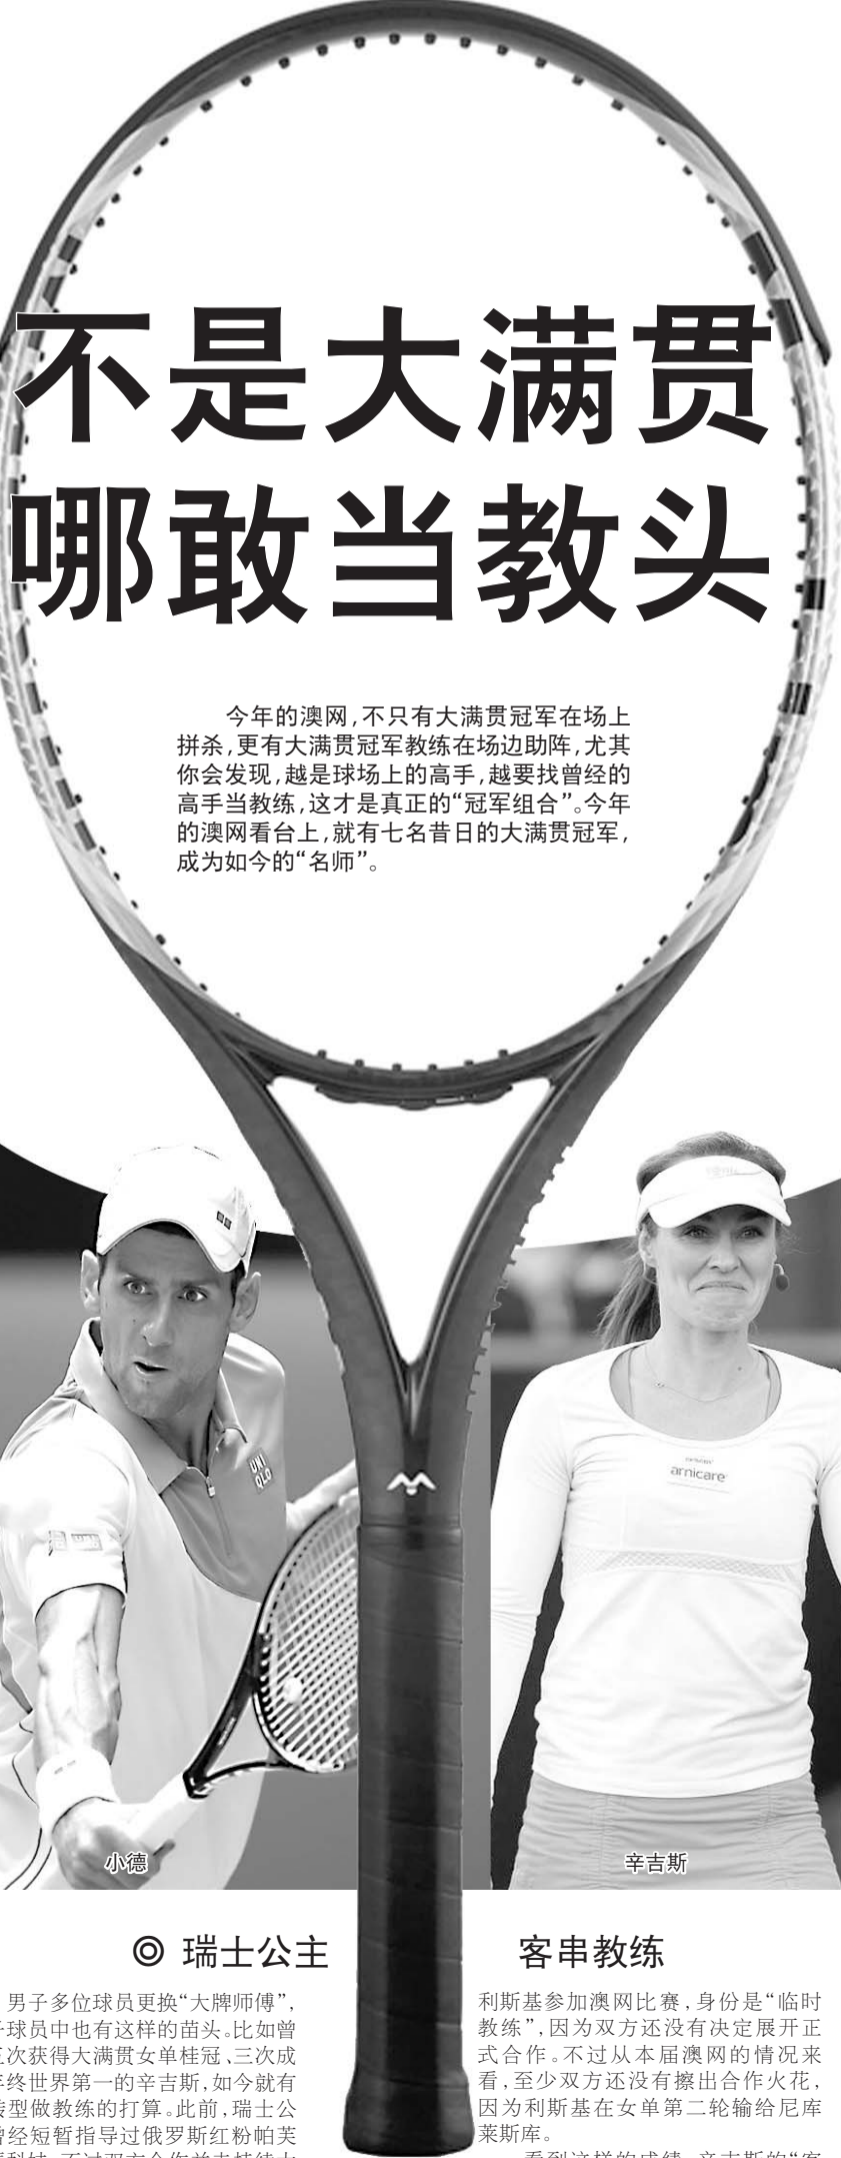 不是大满贯
哪敢当教头
今年的澳网,不只有大满贯冠军在场上
拼杀,更有大满贯冠军教练在场边助阵,尤其
你会发现,越是球场上的高手,越要找曾经的
高手当教练,这才是真正的“冠军组合”。今年
的澳网看台上,就有七名昔日的大满贯冠军,
成为如今的“名师”。
UNI
QLO
arnicare
小德
辛吉斯
◎ 瑞士公主 客串教练
男子多位球员更换“大牌师傅”,
球员中也有这样的苗头。比如曾
次获得大满贯女单桂冠、三次成
终世界第一的辛吉斯,如今就有
型做教练的打算。此前,瑞士公
经短暂指导过俄罗斯红粉帕芙
利斯基参加澳网比赛,身份是“临时
教练”,因为双方还没有决定展开正
式合作。不过从本届澳网的情况来
看,至少双方还没有擦出合作火花,
因为利斯基在女单第二轮输给尼库
莱斯库。